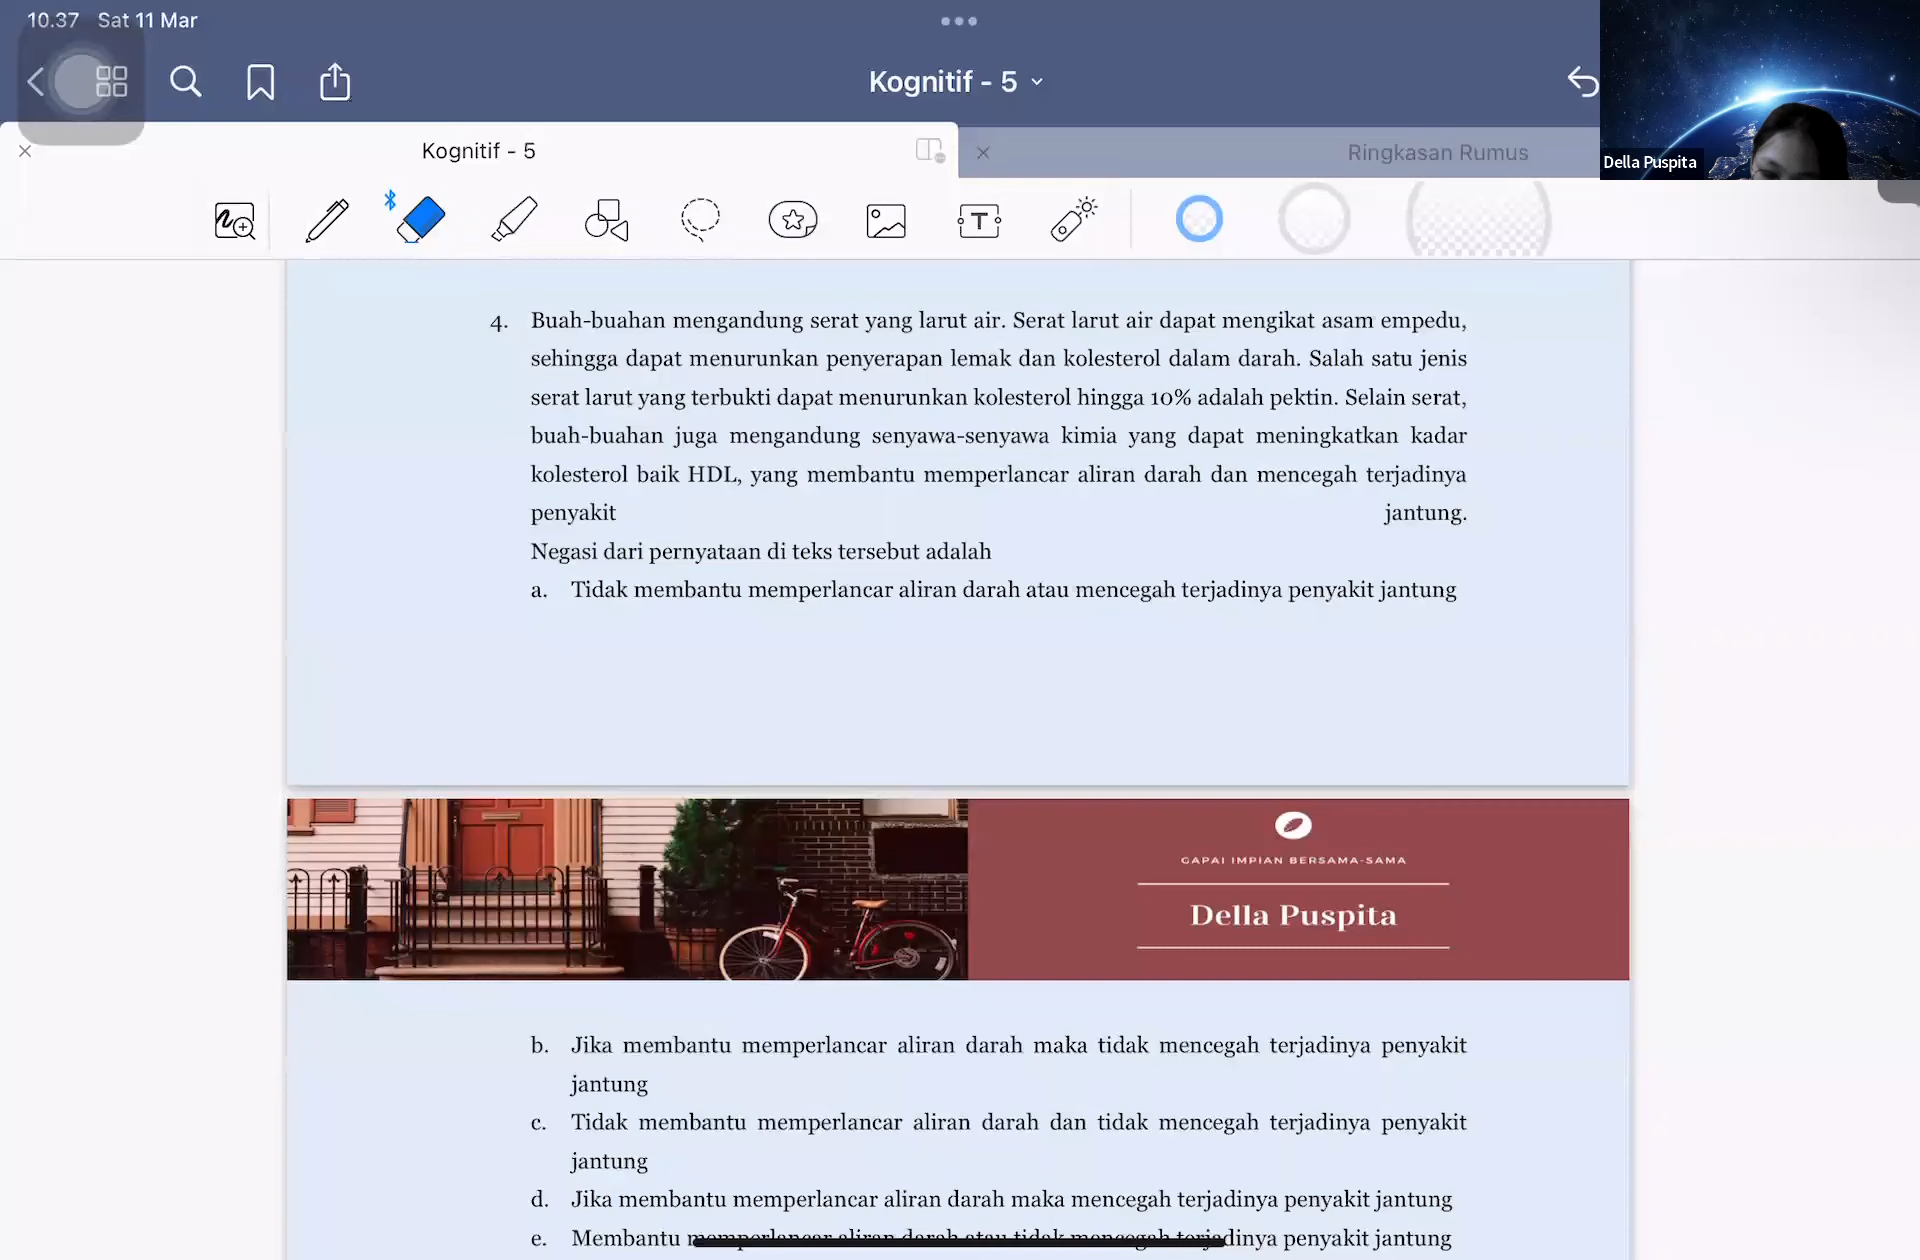 10.37 Sat 11 Mar
Kognitif - 5
Kognitif - 5
Ringkasan Rumus
Della Puspita
T
4. Buah-buahan mengandung serat yang larut air. Serat larut air dapat mengikat asam empedu,
sehingga dapat menurunkan penyerapan lemak dan kolesterol dalam darah. Salah satu jenis
serat larut yang terbukti dapat menurunkan kolesterol hingga 10% adalah pektin. Selain serat,
buah-buahan juga mengandung senyawa-senyawa kimia yang dapat meningkatkan kadar
kolesterol baik HDL, yang membantu memperlancar aliran darah dan mencegah terjadinya
penyakit jantung.
Negasi dari pernyataan di teks tersebut adalah
a. Tidak membantu memperlancar aliran darah atau mencegah terjadinya penyakit jantung
GAPAI IMPIAN BERSAMA-SAMA
Della Puspita
b. Jika membantu memperlancar aliran darah maka tidak mencegah terjadinya penyakit
jantung
c. Tidak membantu memperlancar aliran darah dan tidak mencegah terjadinya penyakit
jantung
d. Jika membantu memperlancar aliran darah maka mencegah terjadinya penyakit jantung
e. Membantu memperlancar aliran darah atau tidak mencegah terjadinya penyakit jantung